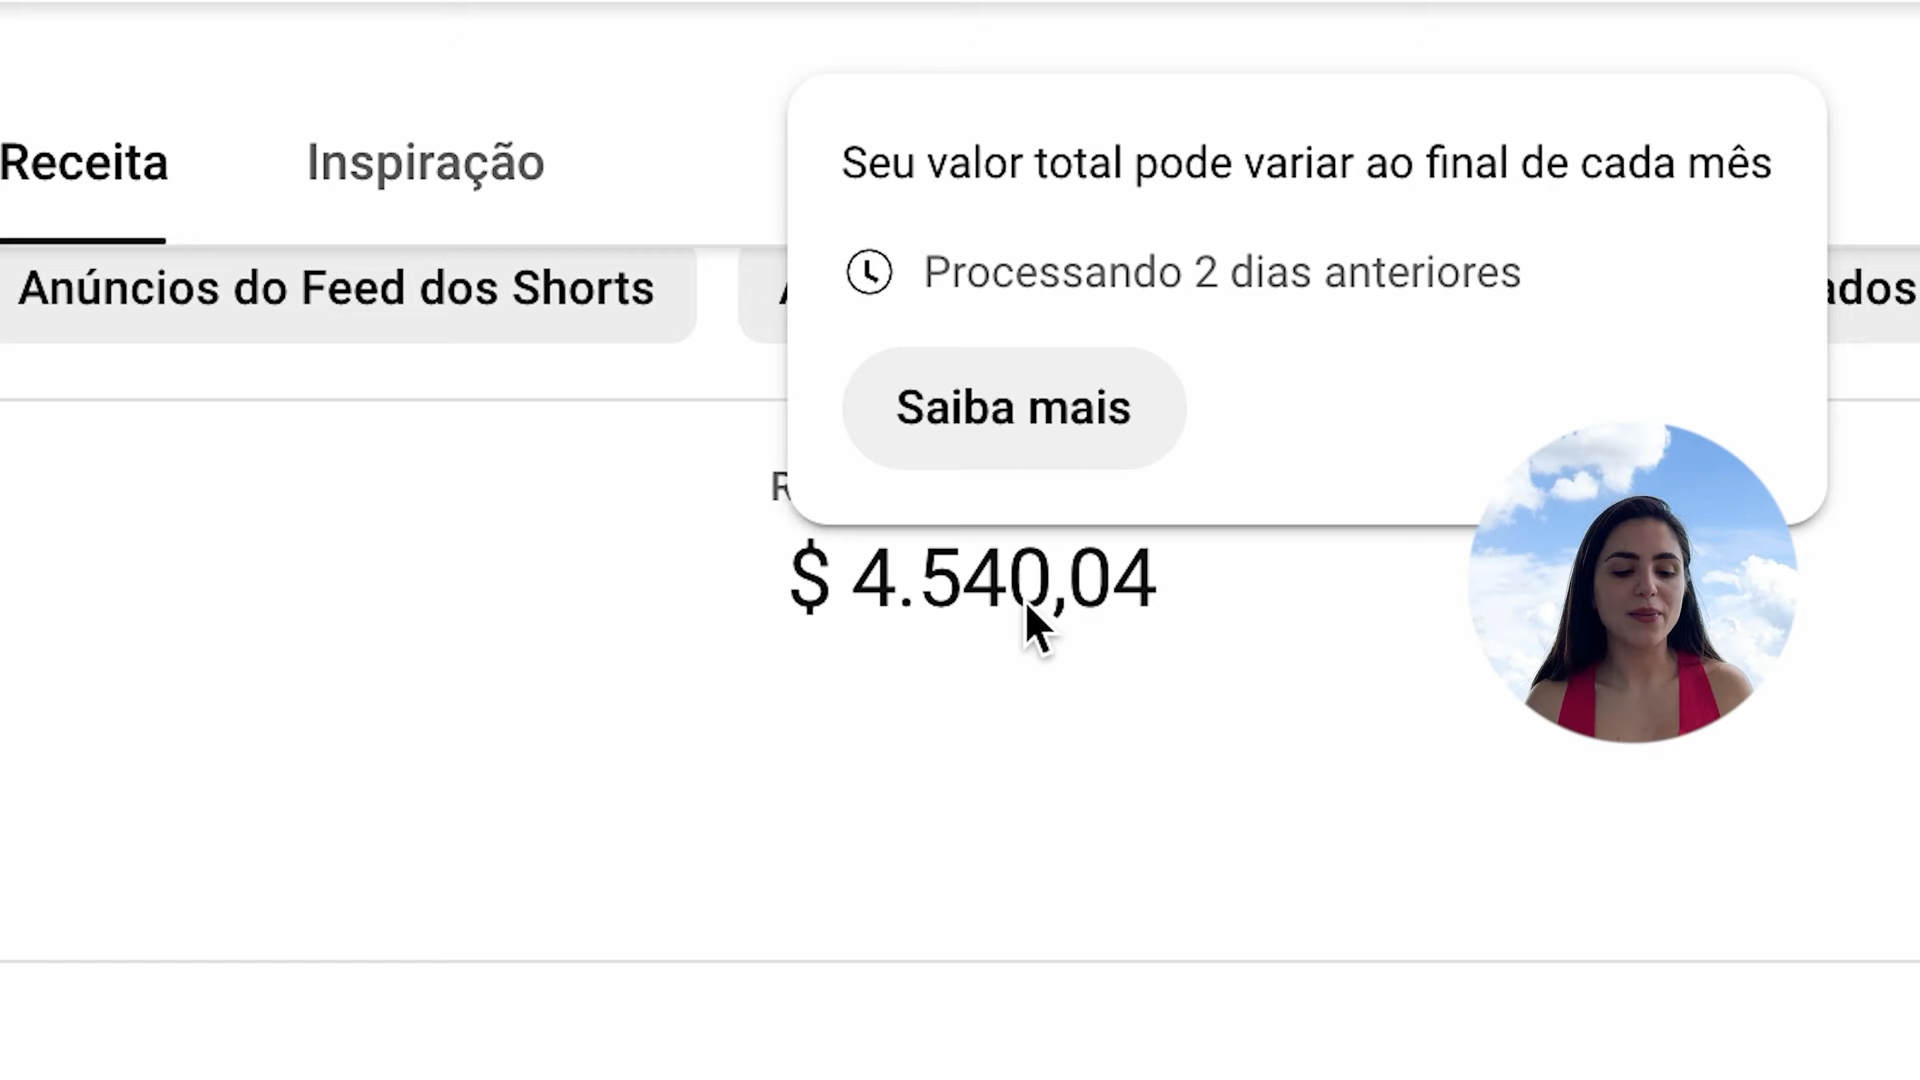 Receita
Inspiração
Seu valor total pode variar ao final de cada mês
Processando 2 dias anteriores
Anúncios do Feed dos Shorts
Saiba mais
$ 4.540,04